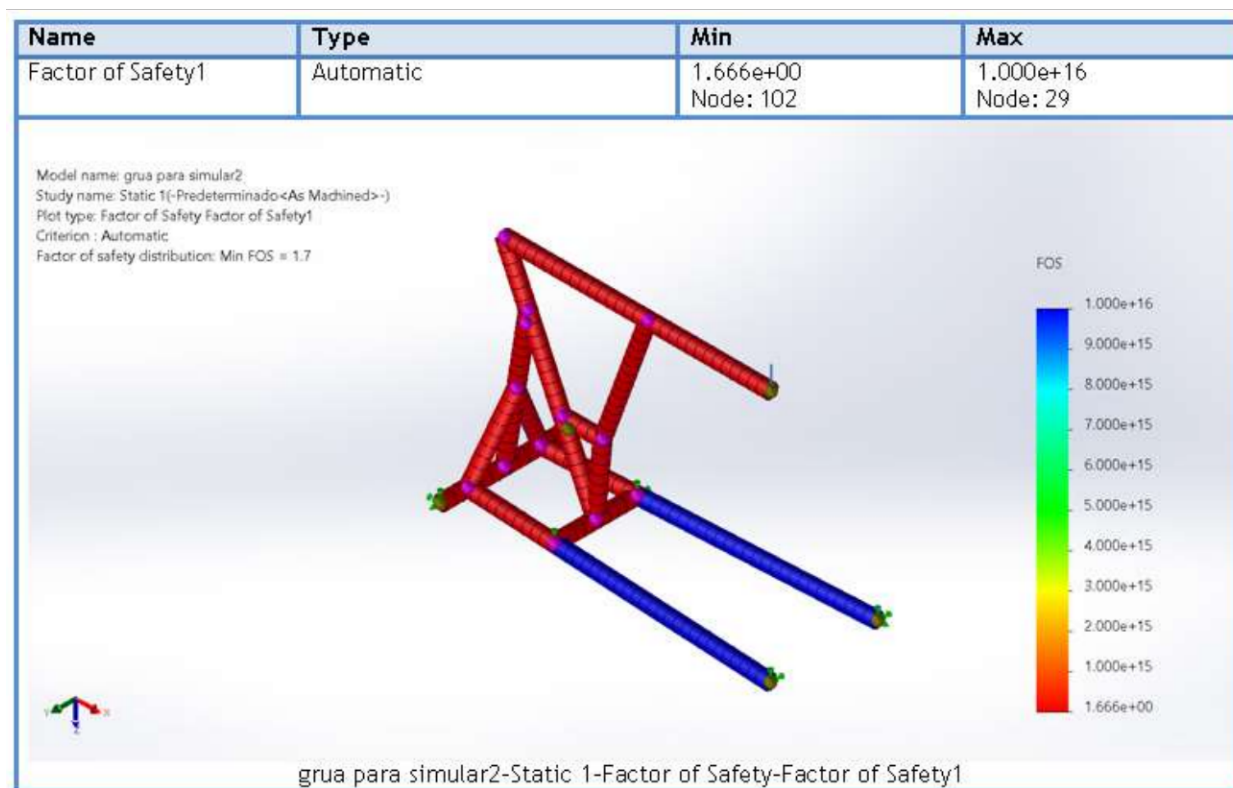 Name Type Min Max
Factor of Safety1 Automatic 1.666e+00 1.000e+16
Node: 102 Node: 29
Model name: grua para simular2
Study name: Static 1(-Predeterminado<As Machined>-)
Plot type: Factor of Safety Factor of Safety1
Criterion : Automatic
Factor of safety distribution: Min FOS = 1.7
FOS
1.000e+16
9.000e+15
8.000e+15
7.000e+15
6.000e+15
5.000e+15
4.000e+15
3.000e+15
2.000e+15
1.000e+15
1.666e+00
Y X
Z
grua para simular2-Static 1-Factor of Safety-Factor of Safety1